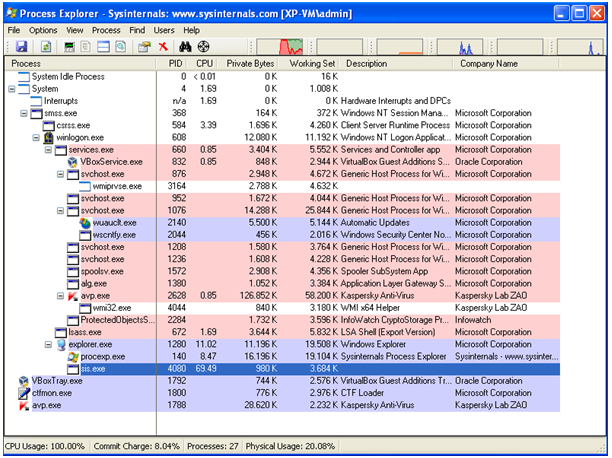 Process Explorer - Sysinternals: www.sysinternals.com [XP-VM\admin]
File Options View Process Find Users Help
Process PID CPU Private Bytes Working Set Description Company Name
System Idle Process 0 < 0.01 0 K 16 K
System 4 1.69 0 K 1.008 K
Interrupts n/a 1.69 0 K 0 K Hardware Interrupts and DPCs
smss.exe 368 164 K 372 K Windows NT Session Mana... Microsoft Corporation
csrss.exe 584 3.39 1.696 K 4.260 K Client Server Runtime Process Microsoft Corporation
winlogon.exe 608 12.080 K 11.192 K Windows NT Logon Applicat... Microsoft Corporation
services.exe 660 0.85 3.404 K 5.552 K Services and Controller app Microsoft Corporation
VBoxService.exe 832 0.85 848 K 2.944 K VirtualBox Guest Additions S... Oracle Corporation
svchost.exe 876 2.948 K 4.672 K Generic Host Process for Wi... Microsoft Corporation
wmiprvse.exe 3164 2.788 K 4.632 K
svchost.exe 952 1.672 K 4.044 K Generic Host Process for Wi... Microsoft Corporation
svchost.exe 1076 14.288 K 25.844 K Generic Host Process for Wi... Microsoft Corporation
wuauclt.exe 2140 5.500 K 5.144 K Automatic Updates Microsoft Corporation
wscntfy.exe 2044 456 K 2.016 K Windows Security Center No... Microsoft Corporation
svchost.exe 1208 1.580 K 3.764 K Generic Host Process for Wi... Microsoft Corporation
svchost.exe 1236 1.608 K 4.228 K Generic Host Process for Wi... Microsoft Corporation
spoolsv.exe 1572 2.908 K 4.356 K Spooler SubSystem App Microsoft Corporation
alg.exe 1380 1.052 K 3.384 K Application Layer Gateway S... Microsoft Corporation
avp.exe 2628 0.85 126.852 K 58.200 K Kaspersky Anti-Virus Kaspersky Lab ZAO
wmi32.exe 4044 840 K 3.180 K WMI x64 Helper Kaspersky Lab ZAO
ProtectedObjectsS... 2284 1.732 K 3.596 K InfoWatch CryptoStorage Pr... Infowatch
lsass.exe 672 1.69 3.644 K 5.832 K LSA Shell (Export Version) Microsoft Corporation
explorer.exe 1280 11.02 11.196 K 19.508 K Windows Explorer Microsoft Corporation
procexp.exe 140 8.47 16.196 K 19.104 K Sysinternals Process Explorer Sysinternals - www.sysinter...
sis.exe 4080 69.49 980 K 3.684 K
VBoxTray.exe 1792 744 K 2.576 K VirtualBox Guest Additions Tr... Oracle Corporation
ctfmon.exe 1800 776 K 2.976 K CTF Loader Microsoft Corporation
avp.exe 1788 28.620 K 2.232 K Kaspersky Anti-Virus Kaspersky Lab ZAO
CPU Usage: 100.00% Commit Charge: 8.04% Processes: 27 Physical Usage: 20.08%